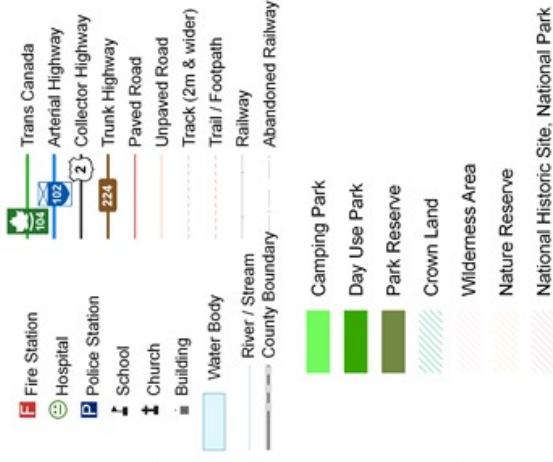 F Fire Station
Hospital
P Police Station
School
Church
Building
Water Body
River / Stream
County Boundary
104 Trans Canada
102 Arterial Highway
2 Collector Highway
224 Trunk Highway
Paved Road
Unpaved Road
Track (2m & wider)
Trail / Footpath
Railway
Abandoned Railway
Camping Park
Day Use Park
Park Reserve
Crown Land
Wilderness Area
Nature Reserve
National Historic Site, National Park